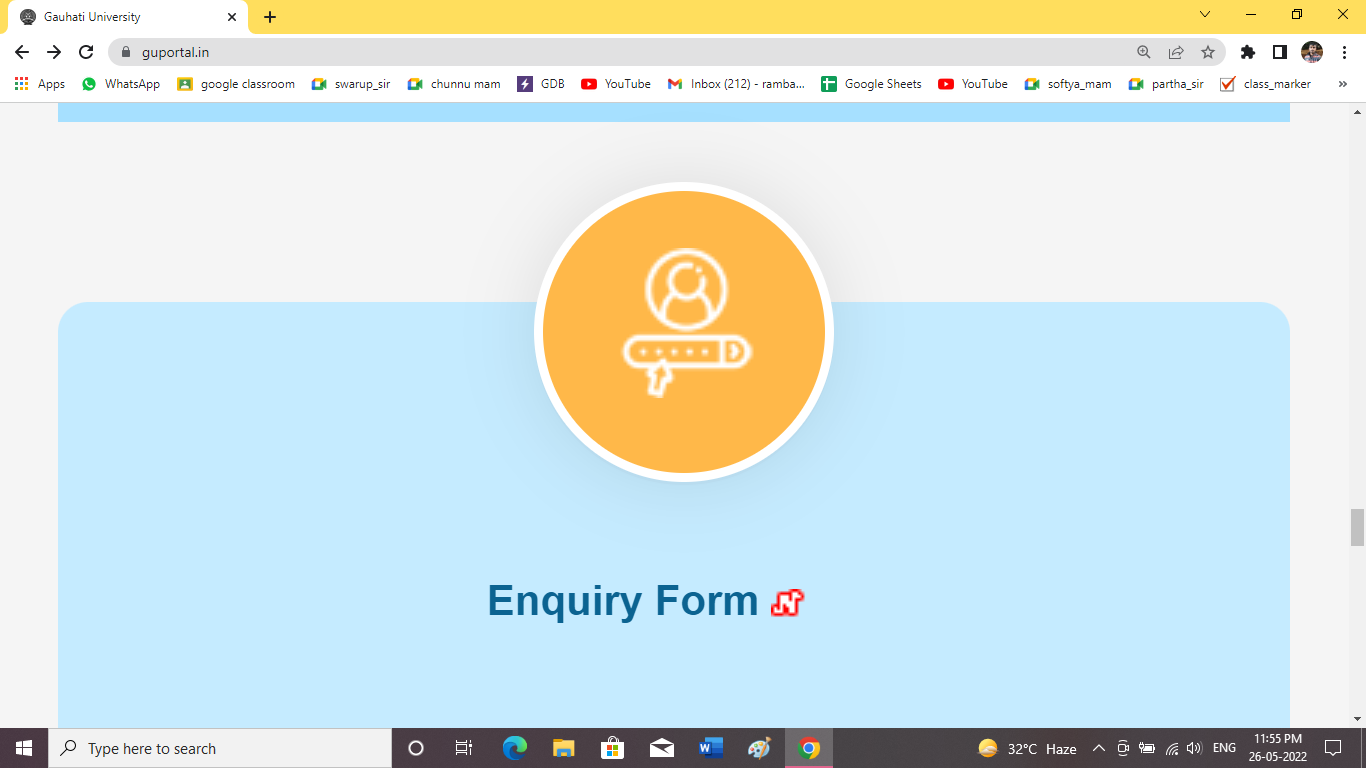 Gauhati University
guportal.in
Apps WhatsApp google classroom swarup_sir chunnu mam GDB YouTube Inbox (212) - ramba... Google Sheets YouTube softya_mam partha_sir class_marker »
Enquiry Form N
Type here to search
32°C Haze
ENG
11:55 PM
26-05-2022